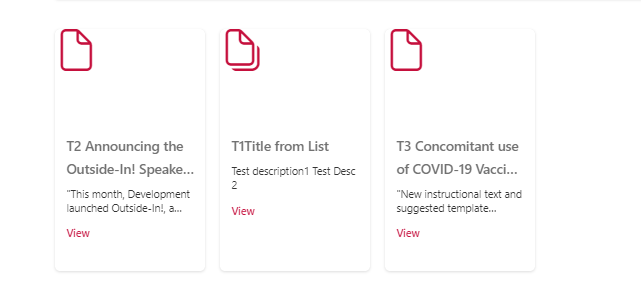 T2 Announcing the
Outside-In! Speake...
"This month, Development
launched Outside-In!, a...
View
T1Title from List
Test description1 Test Desc
2
View
T3 Concomitant use
of COVID-19 Vacci...
"New instructional text and
suggested template...
View